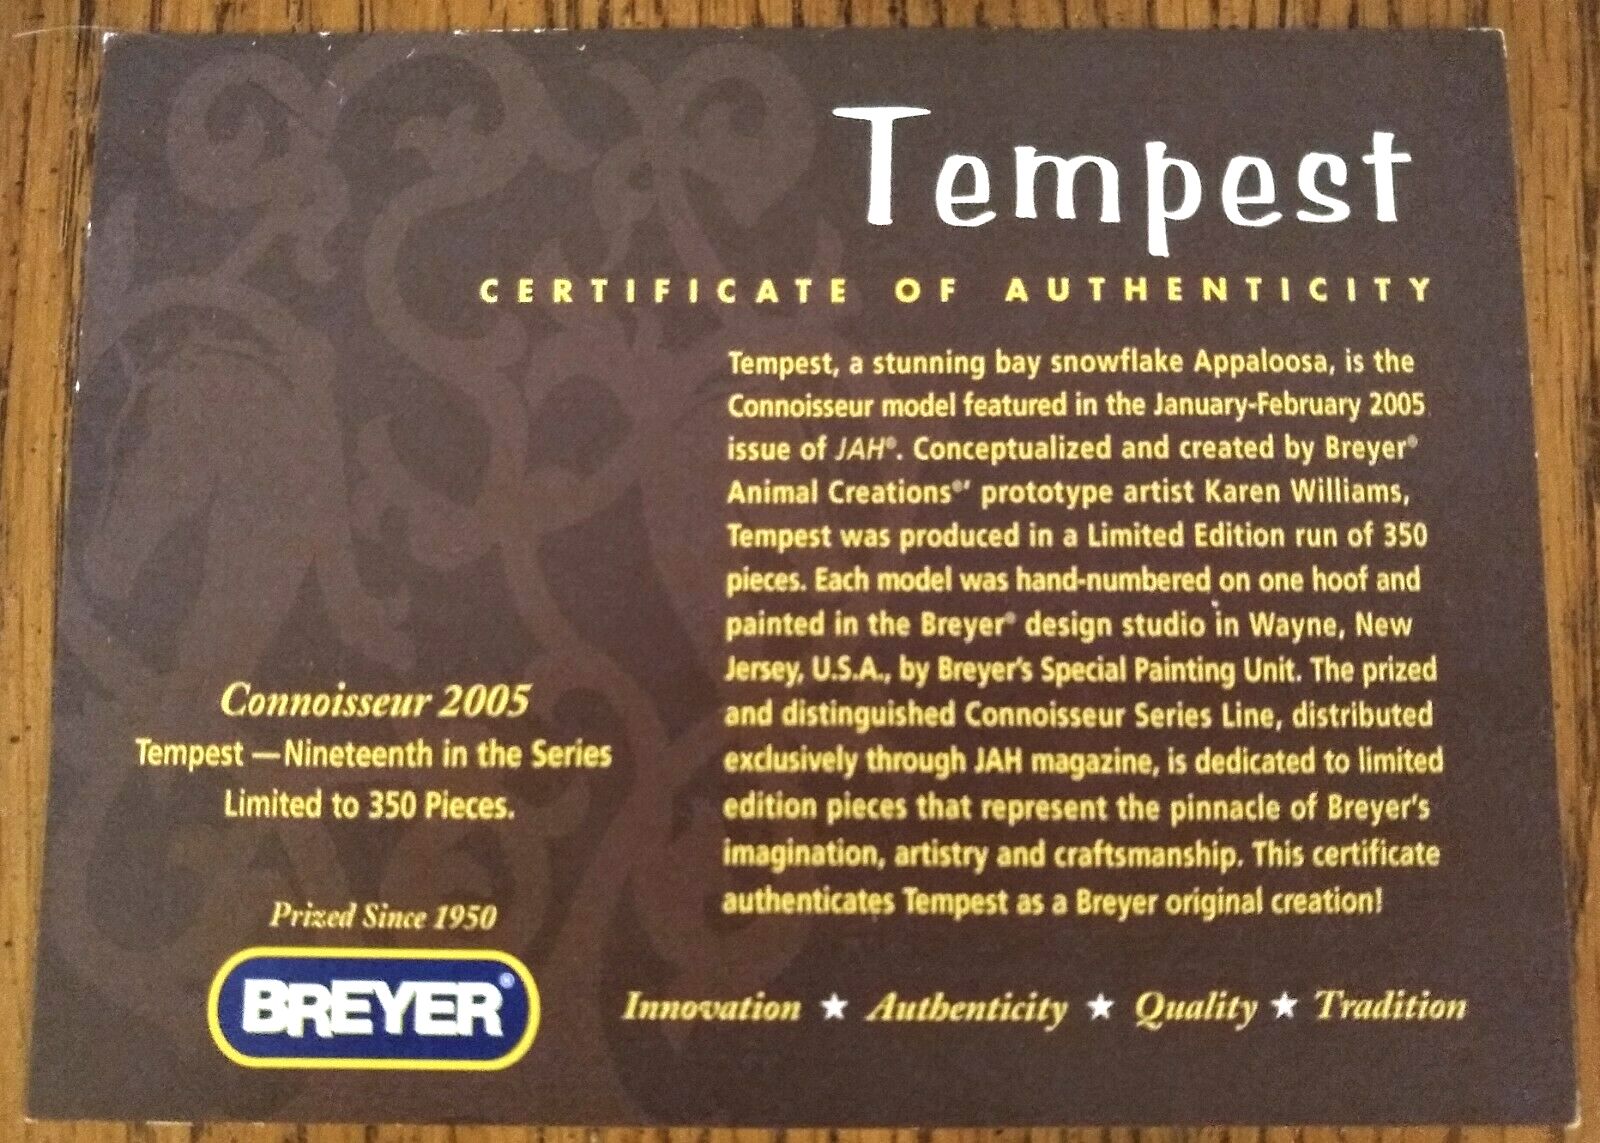 Tempest
CERTIFICATE OF AUTHENTICITY
Tempest, a stunning bay snowflake Appaloosa, is the
Connoisseur model featured in the January-February 2005
issue of JAH®. Conceptualized and created by Breyer®
Animal Creations®' prototype artist Karen Williams,
Tempest was produced in a Limited Edition run of 350
pieces. Each model was hand-numbered on one hoof and
painted in the Breyer® design studio in Wayne, New
Jersey, U.S.A., by Breyer's Special Painting Unit. The prized
and distinguished Connoisseur Series Line, distributed
exclusively through JAH magazine, is dedicated to limited
edition pieces that represent the pinnacle of Breyer's
imagination, artistry and craftsmanship. This certificate
authenticates Tempest as a Breyer original creation!
Connoisseur 2005
Tempest —Nineteenth in the Series
Limited to 350 Pieces.
Prized Since 1950
BREYER®
Innovation ★ Authenticity ★ Quality ★ Tradition